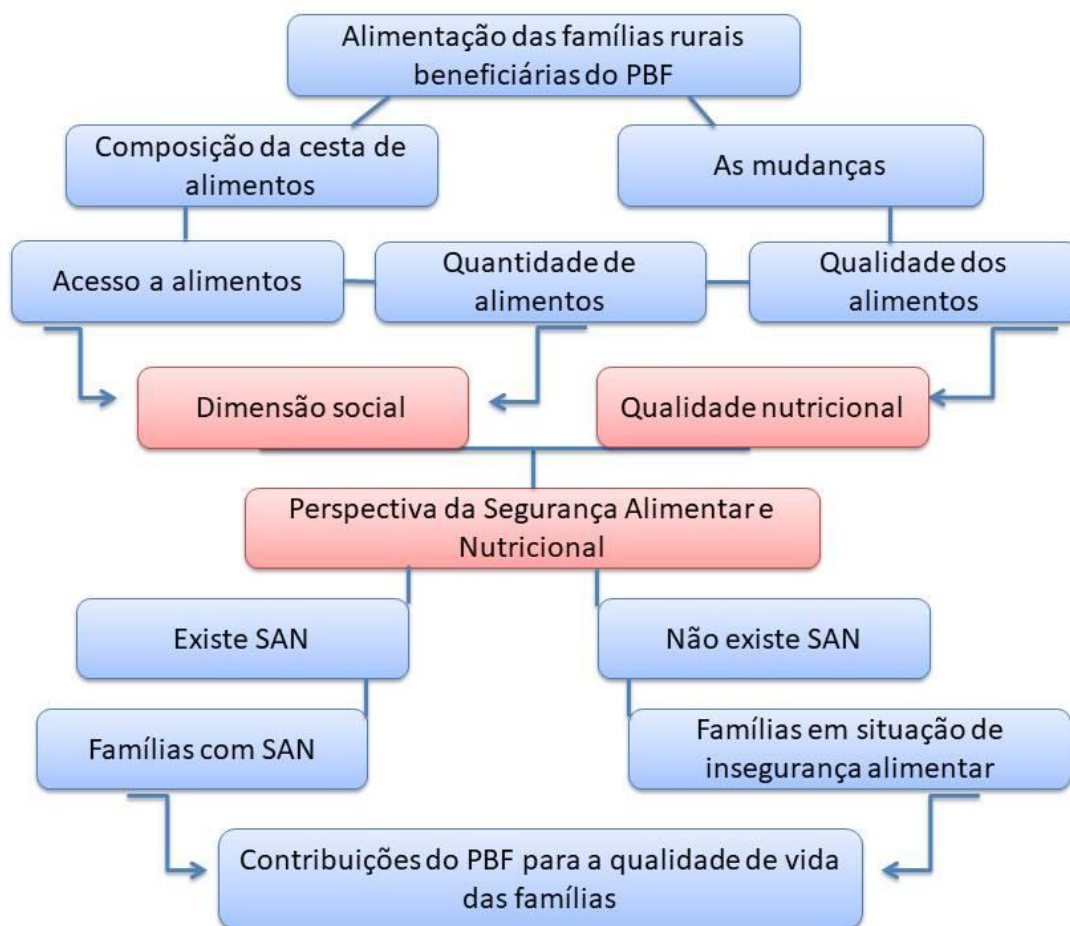 Alimentação das famílias rurais
beneficiárias do PBF
Composição da cesta de
alimentos
As mudanças
Acesso a alimentos
Quantidade de
alimentos
Qualidade dos
alimentos
Dimensão social
Qualidade nutricional
Perspectiva da Segurança Alimentar e
Nutricional
Existe SAN
Não existe SAN
Famílias com SAN
Famílias em situação de
insegurança alimentar
Contribuições do PBF para a qualidade de vida
das famílias